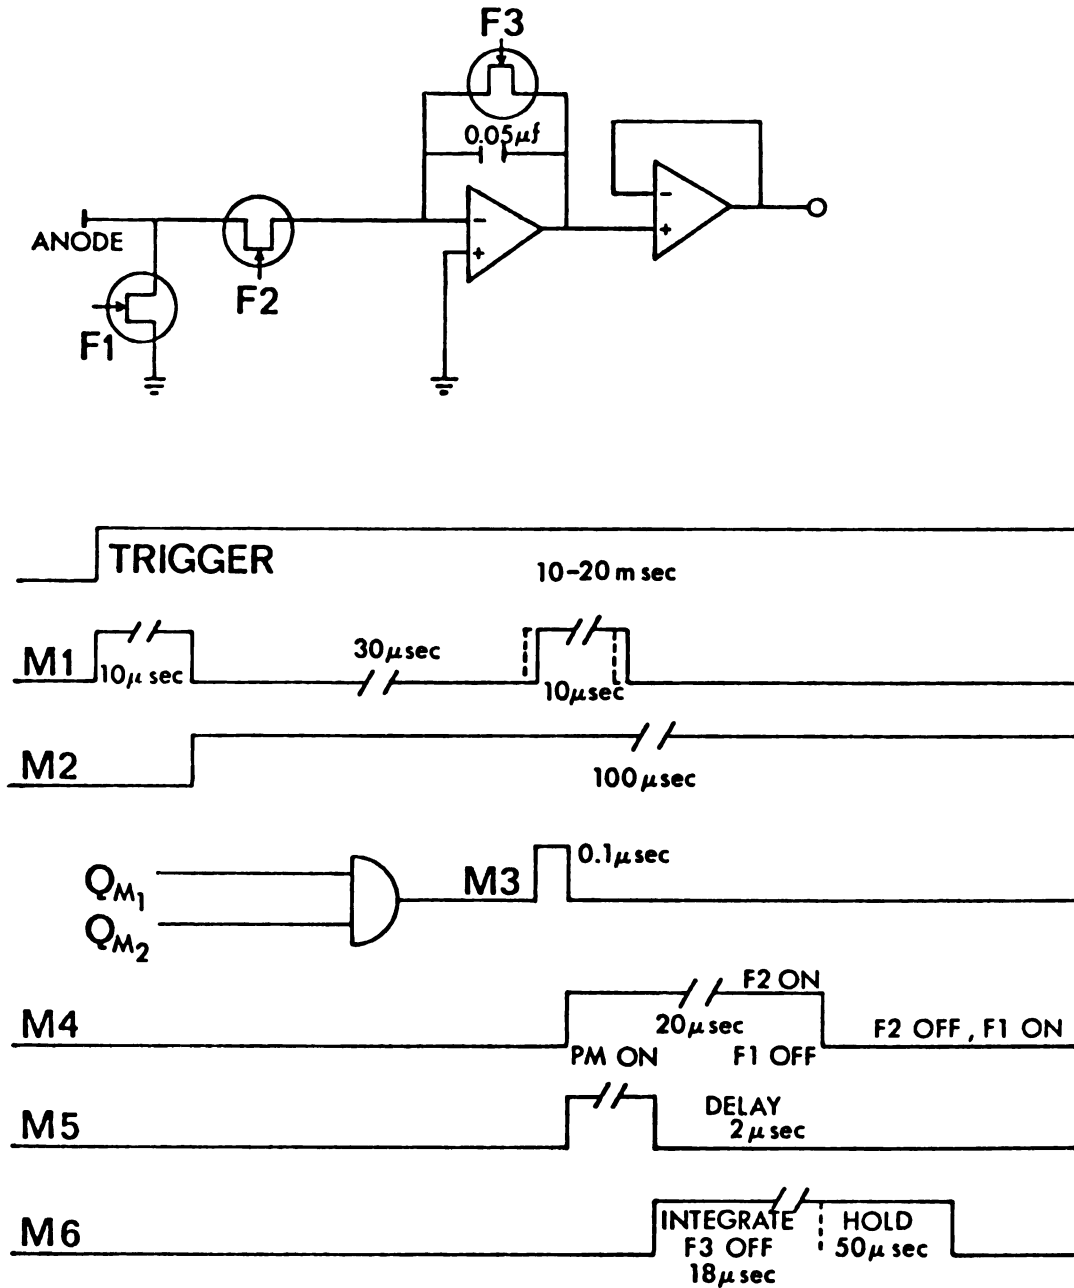 F3
0.05μf
-
+
-
+
ANODE
F2
F1
TRIGGER
10-20 m sec
M1
10μ sec
30μsec
10μsec
M2
100μsec
QM1
QM2
M3
0.1μsec
M4
F2 ON
20μsec
F2 OFF, F1 ON
PM ON
F1 OFF
M5
DELAY
2μsec
M6
INTEGRATE
F3 OFF
18μsec
HOLD
50μsec